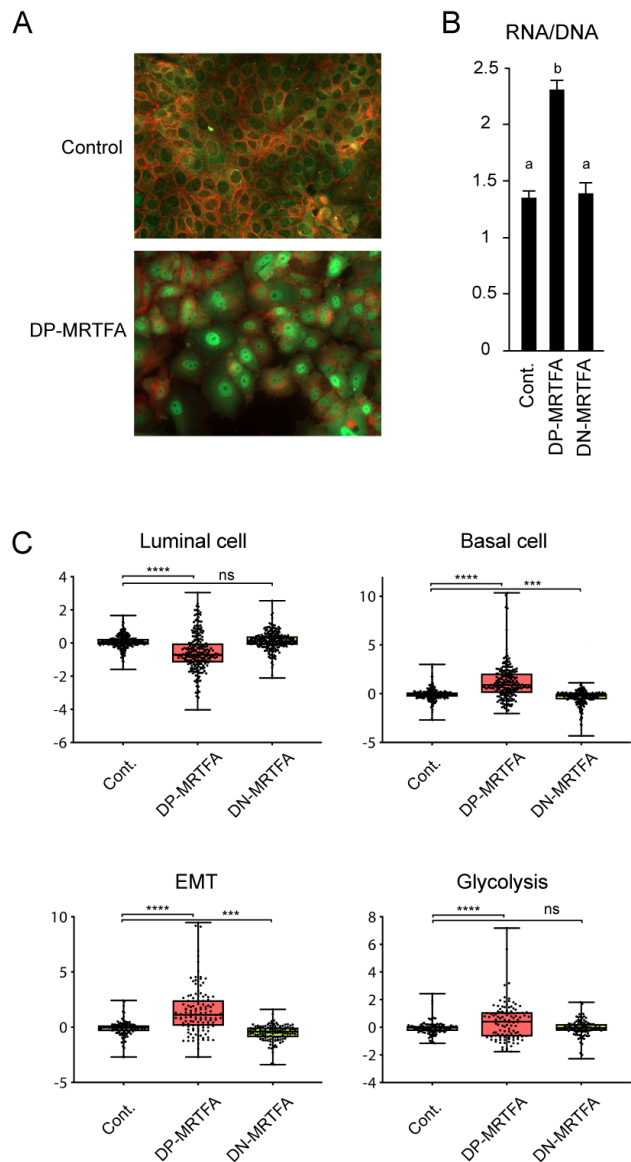 A
Control
DP-MRTFA
B
RNA/DNA
2.5
2
1.5
1
0.5
0
a
b
a
Cont.
DP-MRTFA
DN-MRTFA
C
Luminal cell
****
ns
4
2
0
-2
-4
-6
Cont.
DP-MRTFA
DN-MRTFA
Basal cell
****
***
10
5
0
-5
Cont.
DP-MRTFA
DN-MRTFA
EMT
****
***
10
5
0
-5
Cont.
DP-MRTFA
DN-MRTFA
Glycolysis
****
ns
8
6
4
2
0
-2
-4
Cont.
DP-MRTFA
DN-MRTFA